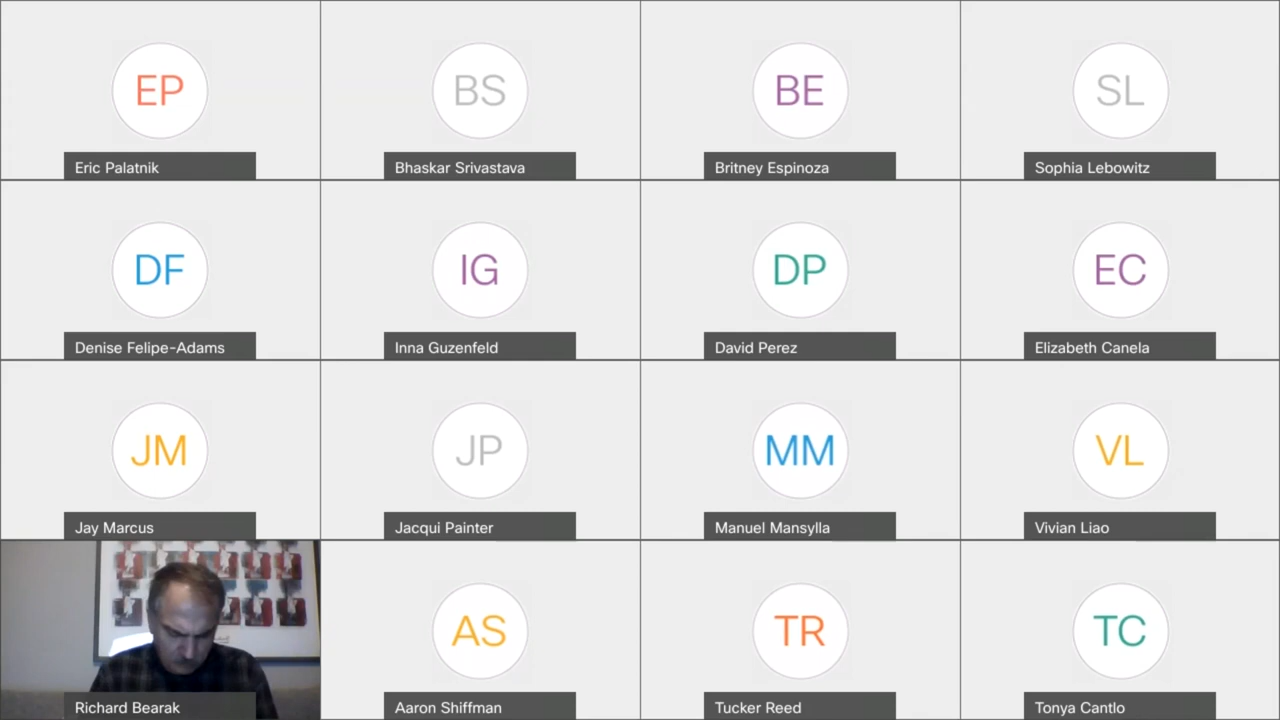 EP
BS
BE
SL
Eric Palatnik
Bhaskar Srivastava
Britney Espinoza
Sophia Lebowitz
DF
IG
DP
EC
Denise Felipe-Adams
Inna Guzenfeld
David Perez
Elizabeth Canela
JM
JP
MM
VL
Jay Marcus
Jacqui Painter
Manuel Mansylla
Vivian Liao
AS
TR
TC
Richard Bearak
Aaron Shiffman
Tucker Reed
Tonya Cantlo